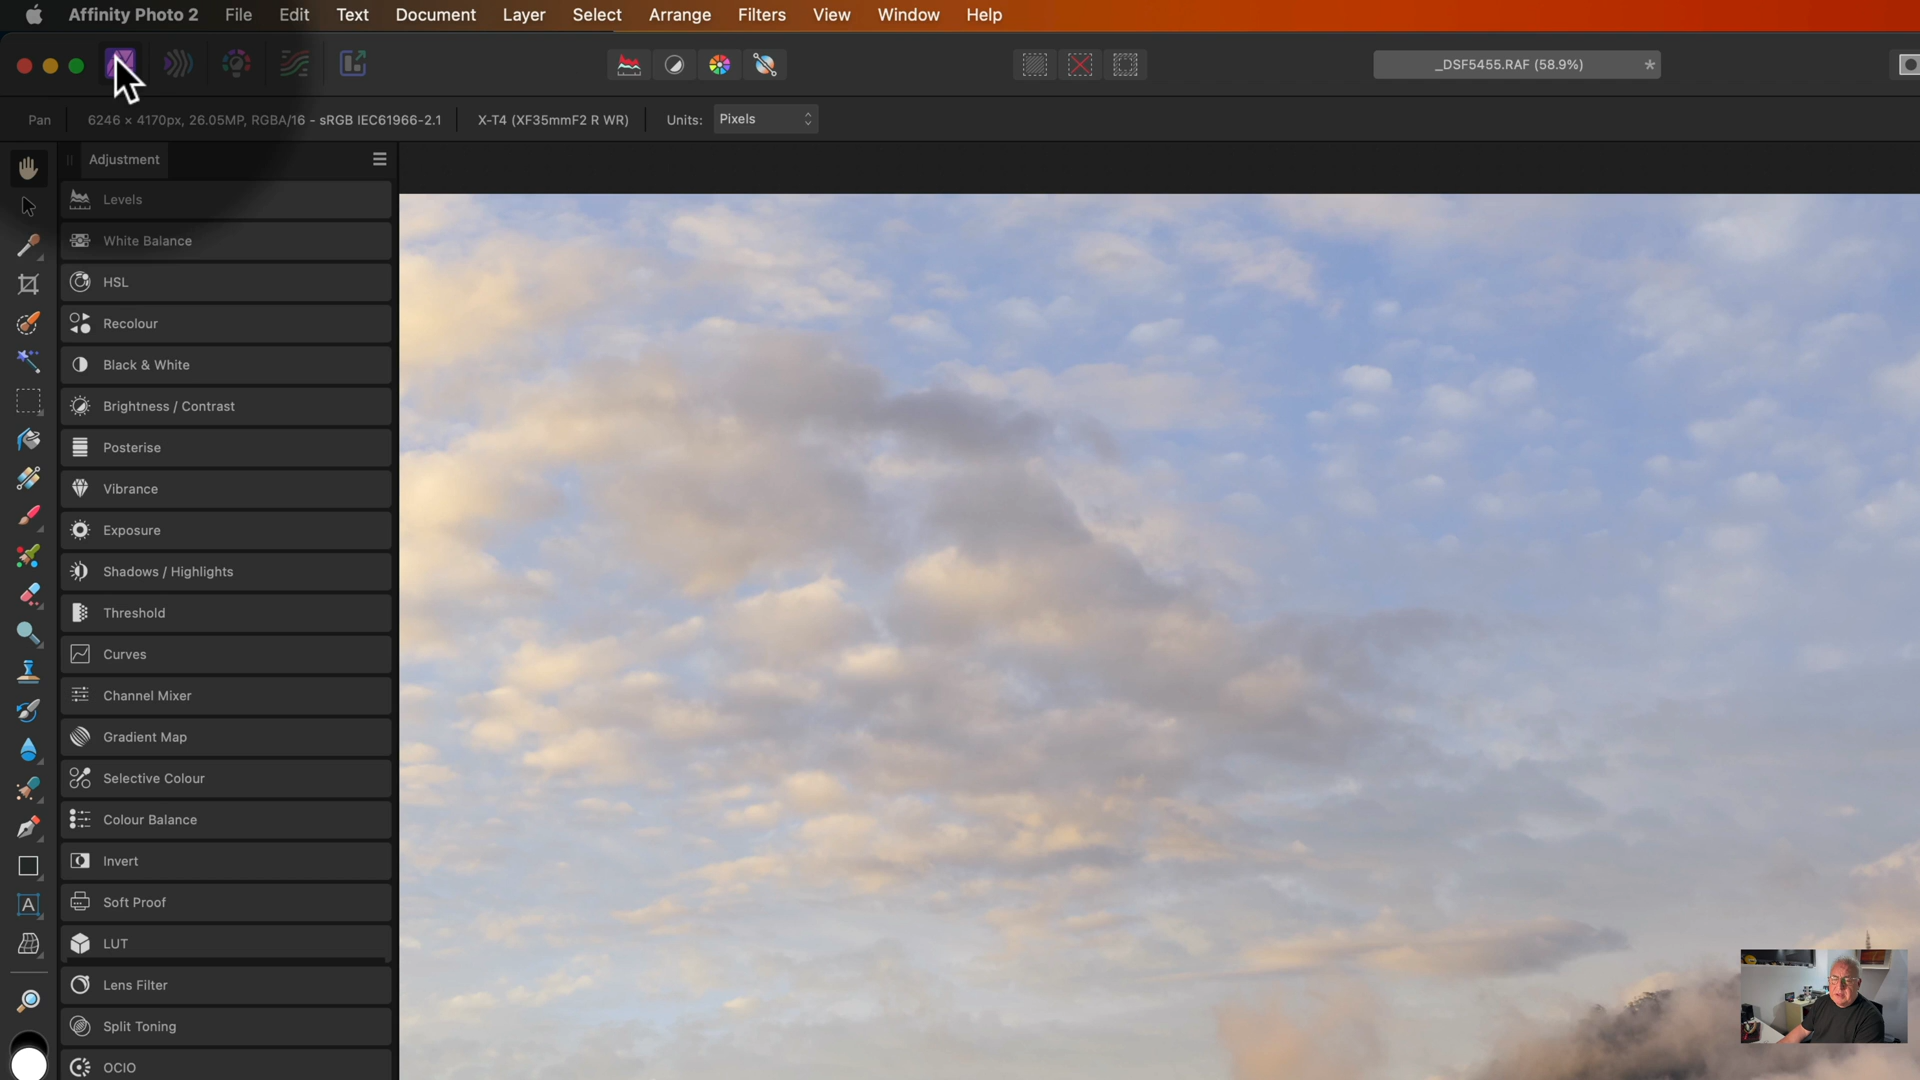 Affinity Photo 2 File Edit Text Document Layer Select Arrange Filters View Window Help
_DSF5455.RAF (58.9%) *
Pan 6246 × 4170px, 26.05MP, RGBA/16 - sRGB IEC61966-2.1 X-T4 (XF35mmF2 R WR) Units: Pixels
Adjustment
Levels
White Balance
HSL
Recolour
Black & White
Brightness / Contrast
Posterise
Vibrance
Exposure
Shadows / Highlights
Threshold
Curves
Channel Mixer
Gradient Map
Selective Colour
Colour Balance
Invert
Soft Proof
LUT
Lens Filter
Split Toning
OCIO